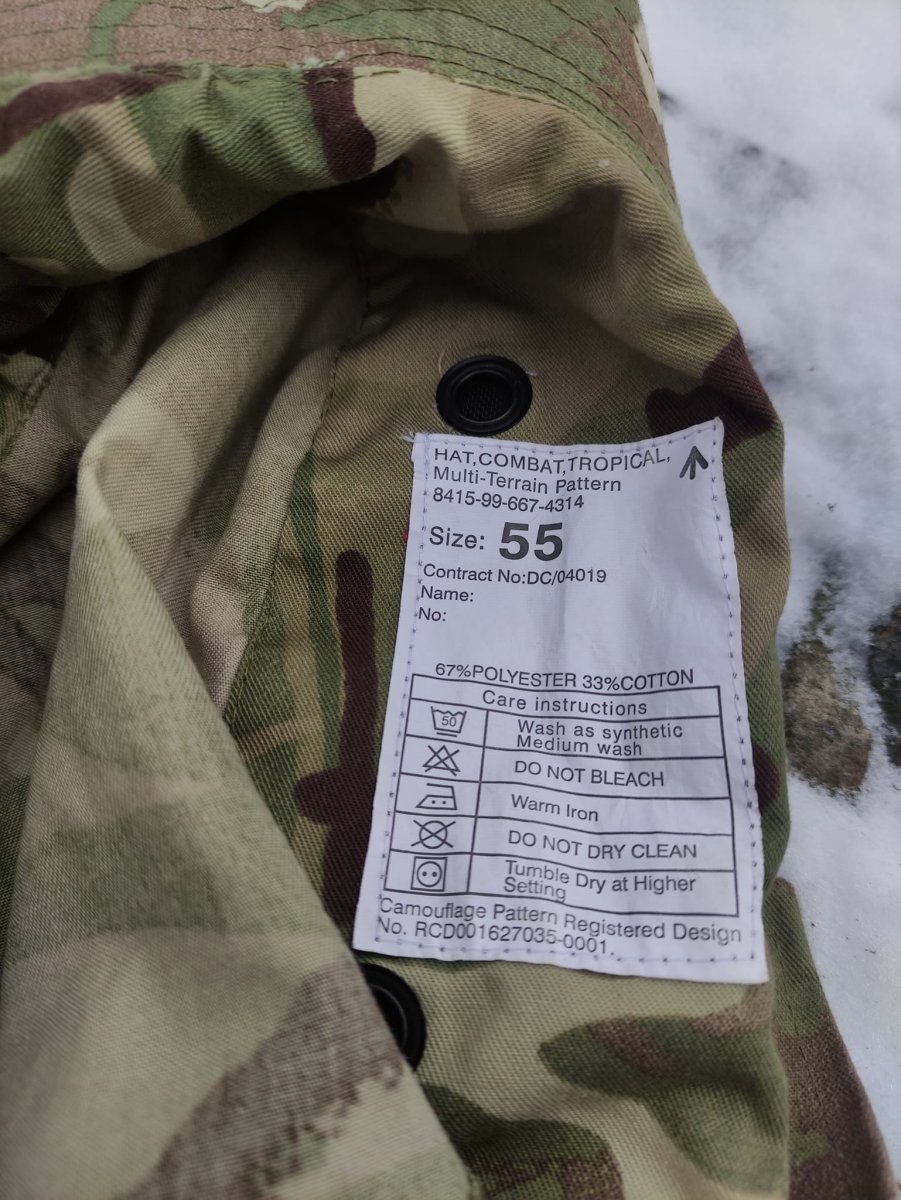 HAT,COMBAT,TROPICAL,
Multi-Terrain Pattern
8415-99-667-4314
Size: 55
Contract No:DC/04019
Name:
No:
67%POLYESTER 33%COTTON
Care instructions
50
Wash as synthetic
Medium wash
DO NOT BLEACH
Warm Iron
DO NOT DRY CLEAN
Tumble Dry at Higher
Setting
Camouflage Pattern Registered Design
No. RCD001627035-0001.